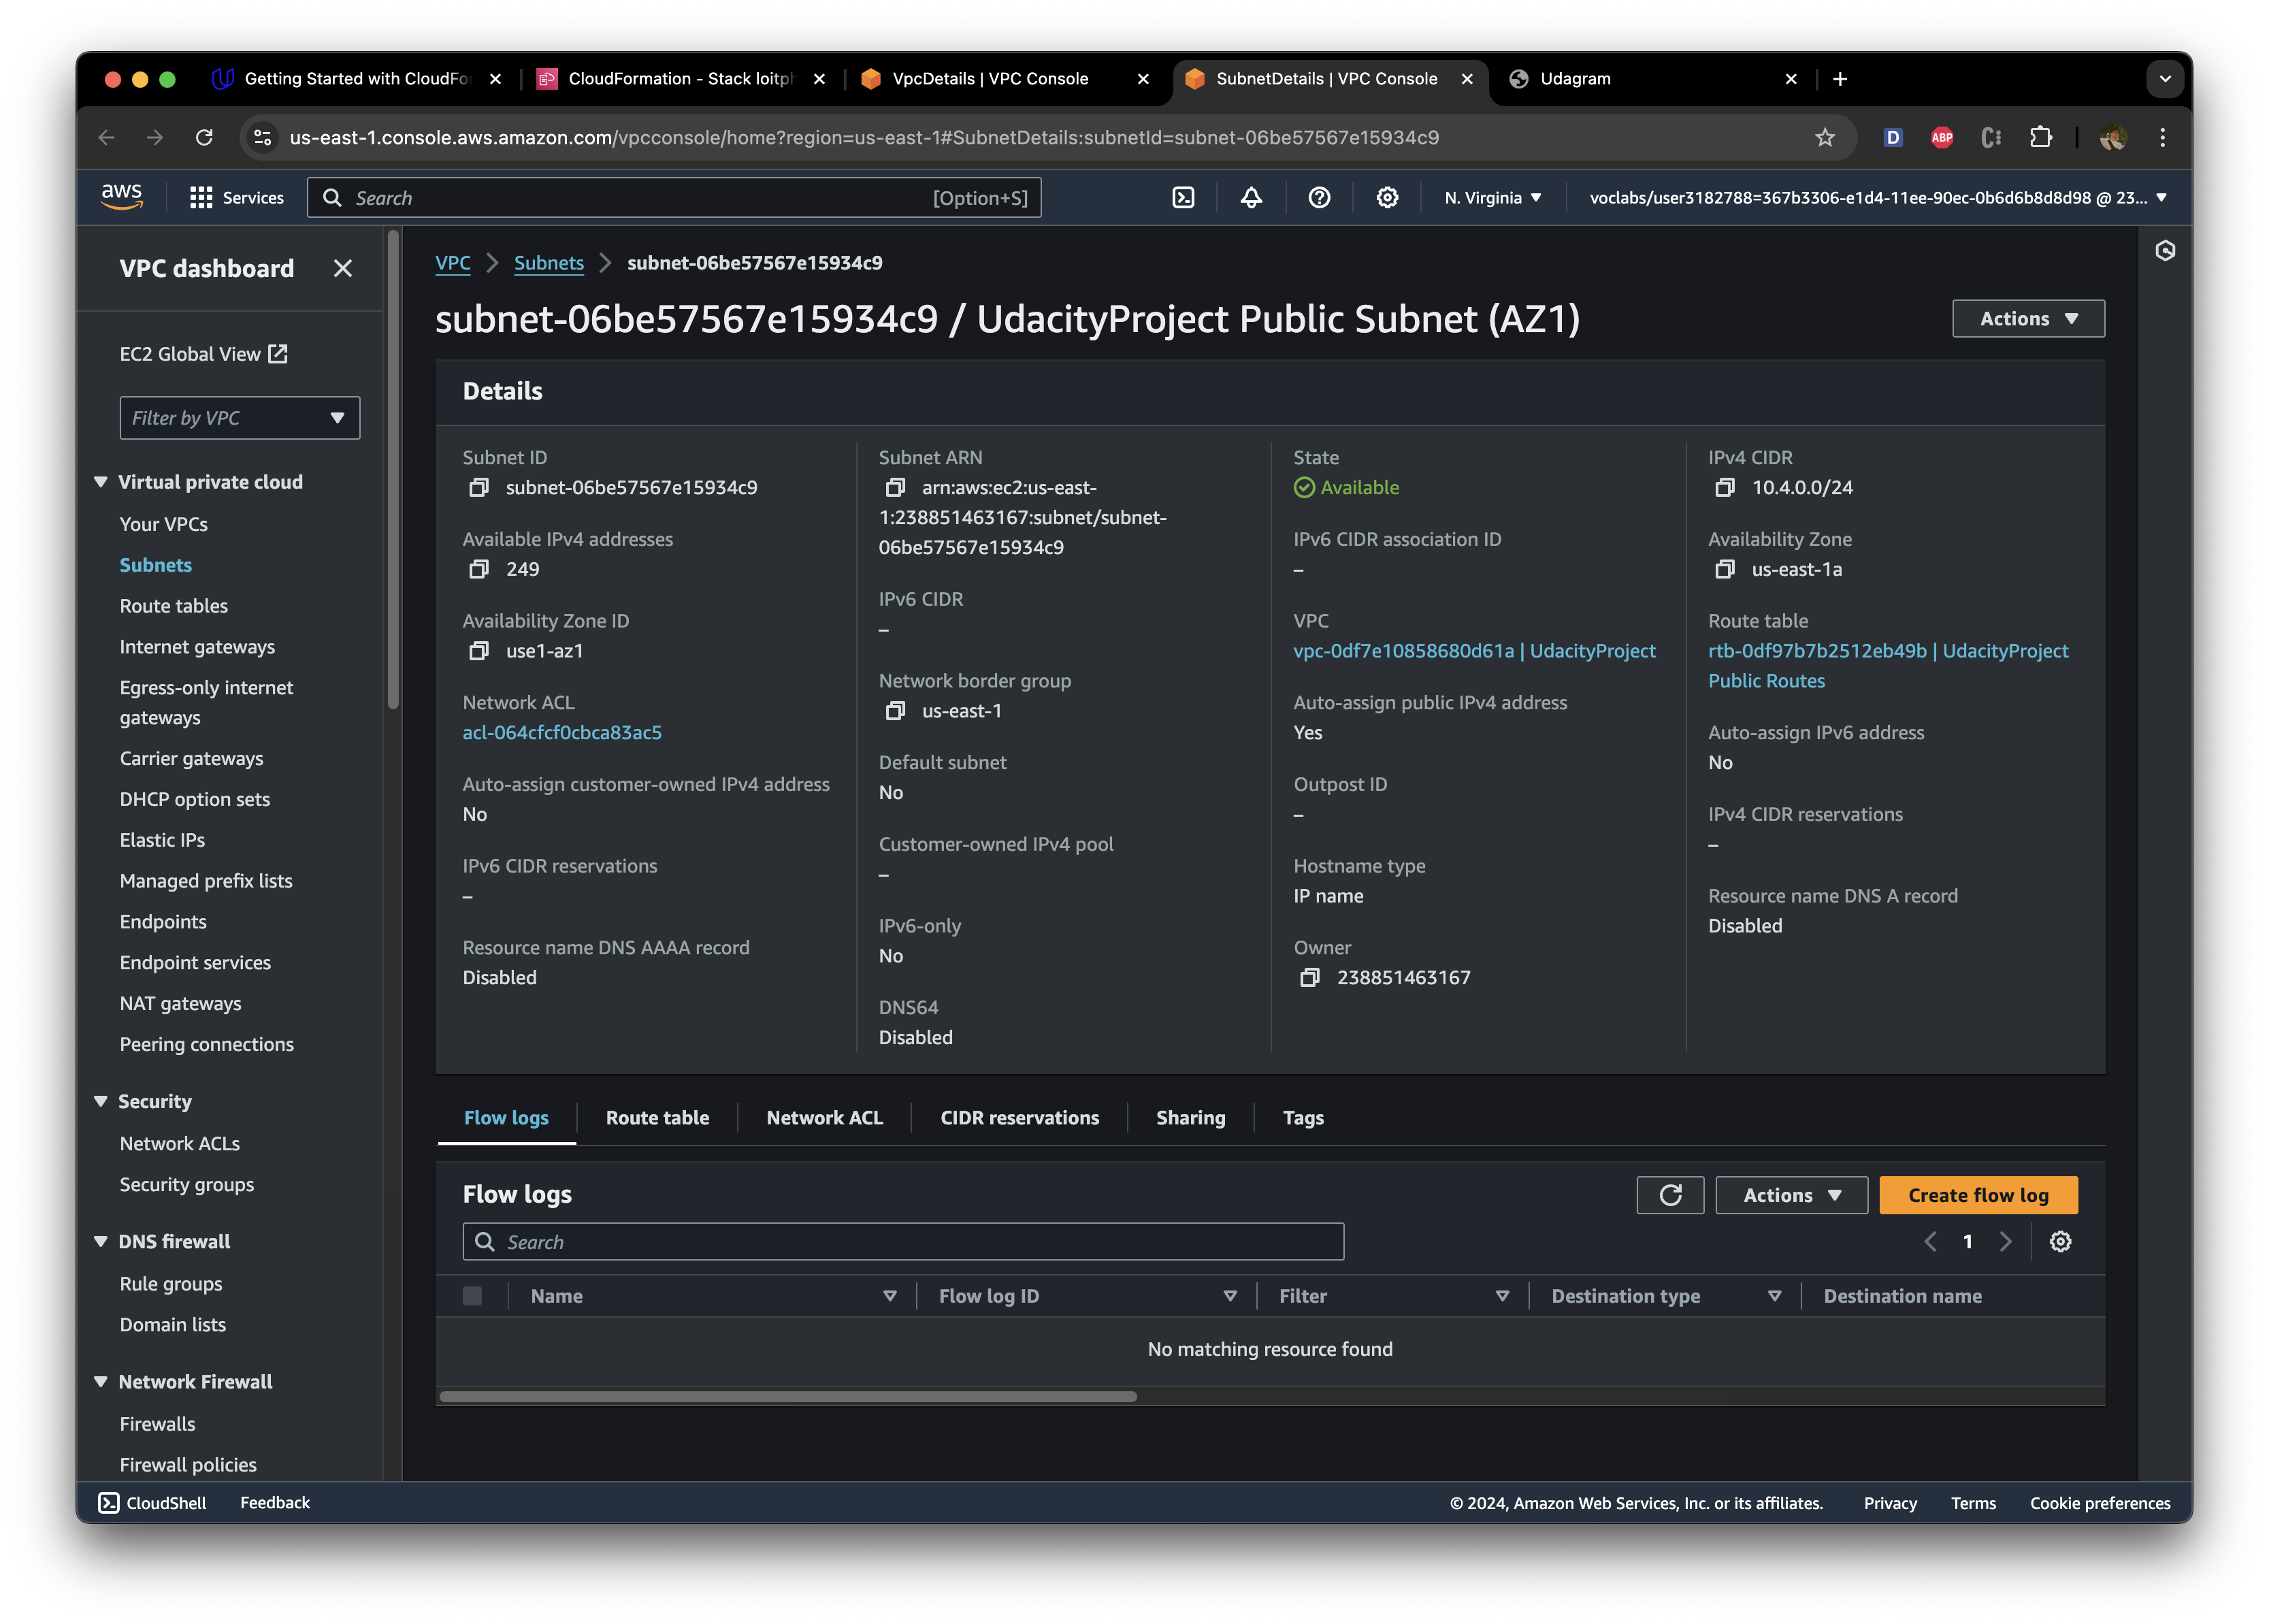 Getting Started with CloudFo
CloudFormation - Stack loitph
VpcDetails | VPC Console
SubnetDetails | VPC Console
Udagram
us-east-1.console.aws.amazon.com/vpcconsole/home?region=us-east-1#SubnetDetails:subnetId=subnet-06be57567e15934c9
D
ABP
aws
Services
Search
[Option+S]
N. Virginia
voclabs/user3182788=367b3306-e1d4-11ee-90ec-0b6d6b8d8d98 @ 23...
VPC dashboard
EC2 Global View
Filter by VPC
Virtual private cloud
Your VPCs
Subnets
Route tables
Internet gateways
Egress-only internet
gateways
Carrier gateways
DHCP option sets
Elastic IPs
Managed prefix lists
Endpoints
Endpoint services
NAT gateways
Peering connections
Security
Network ACLs
Security groups
DNS firewall
Rule groups
Domain lists
Network Firewall
Firewalls
Firewall policies
VPC
Subnets
subnet-06be57567e15934c9
subnet-06be57567e15934c9 / UdacityProject Public Subnet (AZ1)
Actions
Details
Subnet ID
subnet-06be57567e15934c9
Available IPv4 addresses
249
Availability Zone ID
use1-az1
Network ACL
acl-064cfcf0cbca83ac5
Auto-assign customer-owned IPv4 address
No
IPv6 CIDR reservations
–
Resource name DNS AAAA record
Disabled
Subnet ARN
arn:aws:ec2:us-east-
1:238851463167:subnet/subnet-
06be57567e15934c9
IPv6 CIDR
–
Network border group
us-east-1
Default subnet
No
Customer-owned IPv4 pool
–
IPv6-only
No
DNS64
Disabled
State
Available
IPv6 CIDR association ID
–
VPC
vpc-0df7e10858680d61a | UdacityProject
Auto-assign public IPv4 address
Yes
Outpost ID
–
Hostname type
IP name
Owner
238851463167
IPv4 CIDR
10.4.0.0/24
Availability Zone
us-east-1a
Route table
rtb-0df97b7b2512eb49b | UdacityProject
Public Routes
Auto-assign IPv6 address
No
IPv4 CIDR reservations
–
Resource name DNS A record
Disabled
Flow logs
Route table
Network ACL
CIDR reservations
Sharing
Tags
Flow logs
Actions
Create flow log
Search
1
Name
Flow log ID
Filter
Destination type
Destination name
No matching resource found
CloudShell
Feedback
© 2024, Amazon Web Services, Inc. or its affiliates.
Privacy
Terms
Cookie preferences